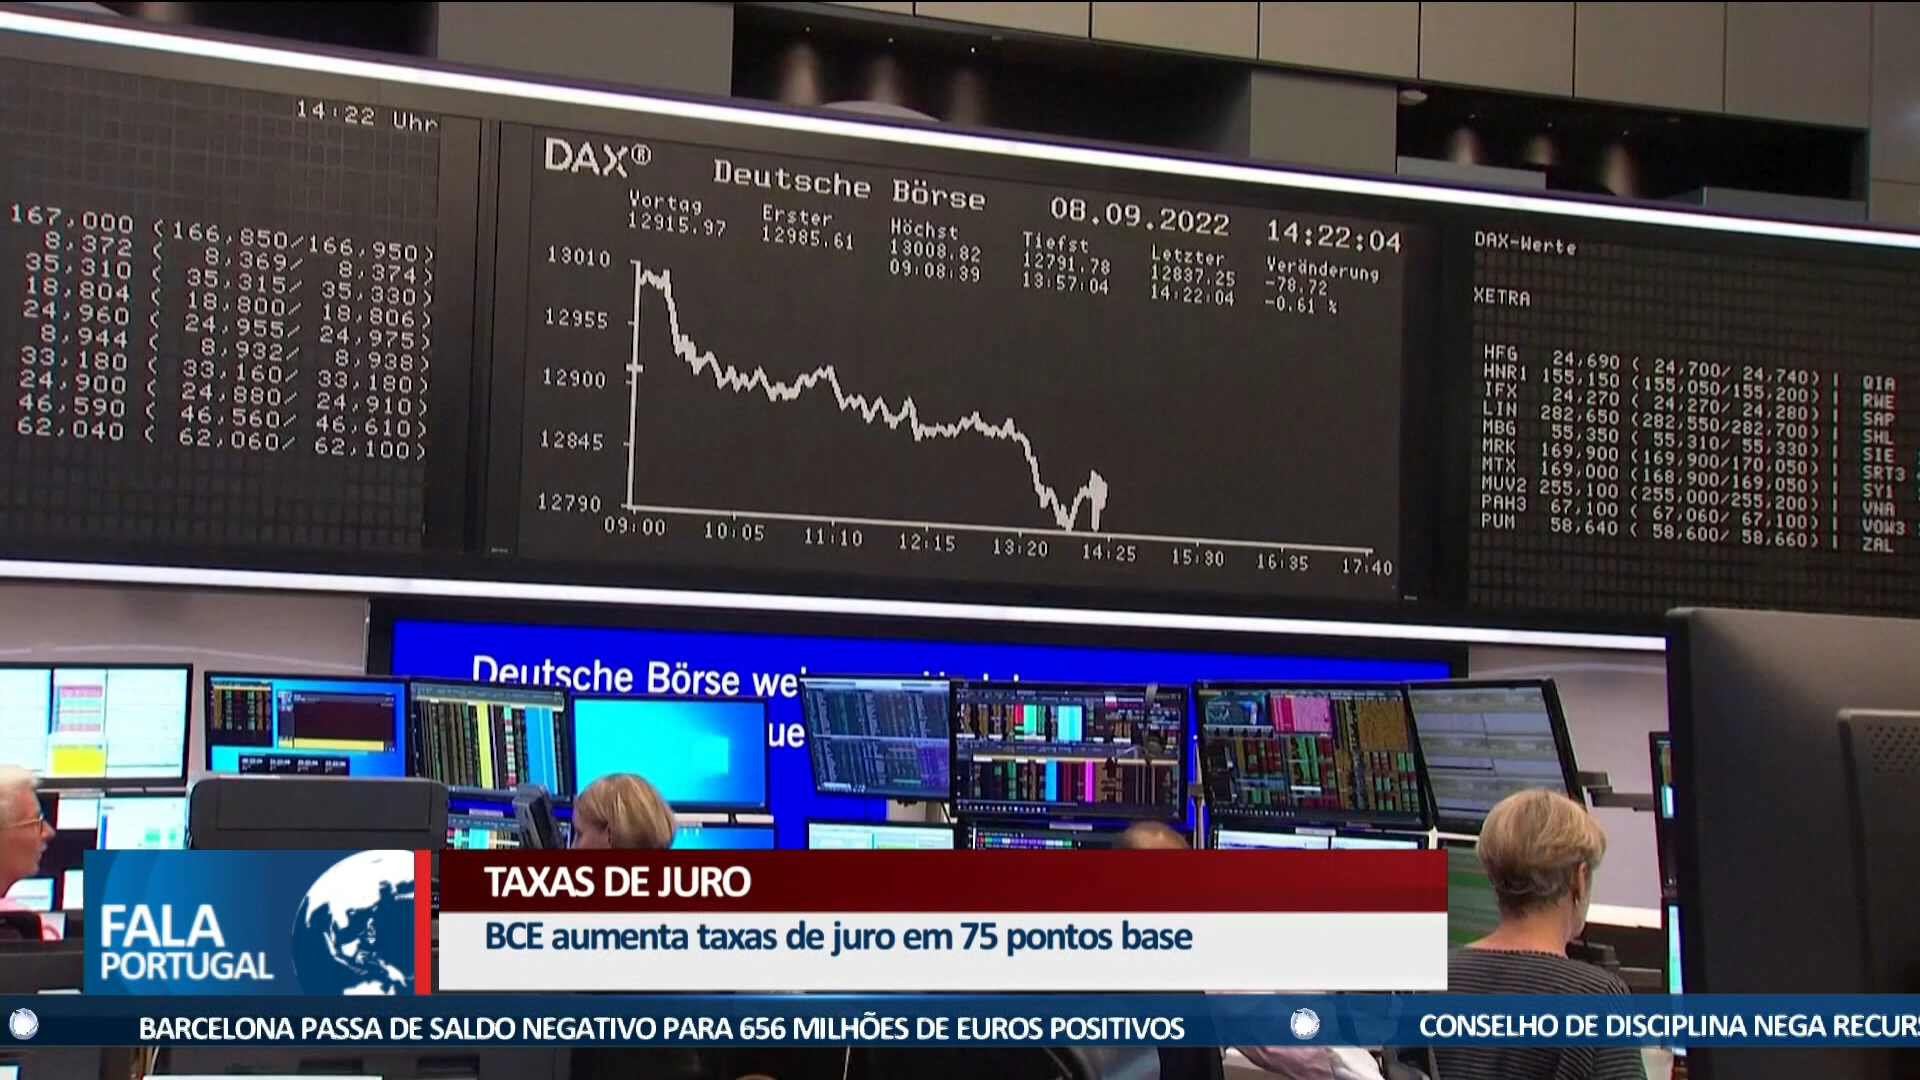 14:22 Uhr
167,000 ( 166,850/166,950)
8,372 ( 8,369/ 8,374)
35,310 ( 35,315/ 35,330)
18,804 ( 18,800/ 18,806)
24,960 ( 24,955/ 24,975)
8,944 ( 8,932/ 8,938)
33,180 ( 33,160/ 33,180)
24,900 ( 24,880/ 24,910)
46,590 ( 46,560/ 46,610)
62,040 ( 62,060/ 62,100)
DAX® Deutsche Börse 08.09.2022 14:22:04
Vortag Erster Höchst Tiefst Letzter Veränderung
12915.97 12985.61 13008.82 12791.78 12837.25 -78.72
09:08:39 13:57:04 14:22:04 -0.61 %
13010
12955
12900
12845
12790
09:00 10:05 11:10 12:15 13:20 14:25 15:30 16:35 17:40
DAX-Werte
XETRA
HFG 24,690 ( 24,700/ 24,740) | QIA
HNR1 155,150 (155,050/155,200) | RWE
IFX 24,270 ( 24,270/ 24,280) | SAP
LIN 282,650 (282,550/282,700) | SHL
MBG 55,350 ( 55,310/ 55,330) | SIE
MRK 169,900 (169,900/170,050) | SRT3
MTX 169,000 (168,900/169,050) | SY1
MUV2 255,100 (255,000/255,200) | VNA
PAH3 67,100 ( 67,060/ 67,100) | VOW3
PUM 58,640 ( 58,600/ 58,660) | ZAL
Deutsche Börse
FALA
PORTUGAL
TAXAS DE JURO
BCE aumenta taxas de juro em 75 pontos base
BARCELONA PASSA DE SALDO NEGATIVO PARA 656 MILHÕES DE EUROS POSITIVOS CONSELHO DE DISCIPLINA NEGA RECURS